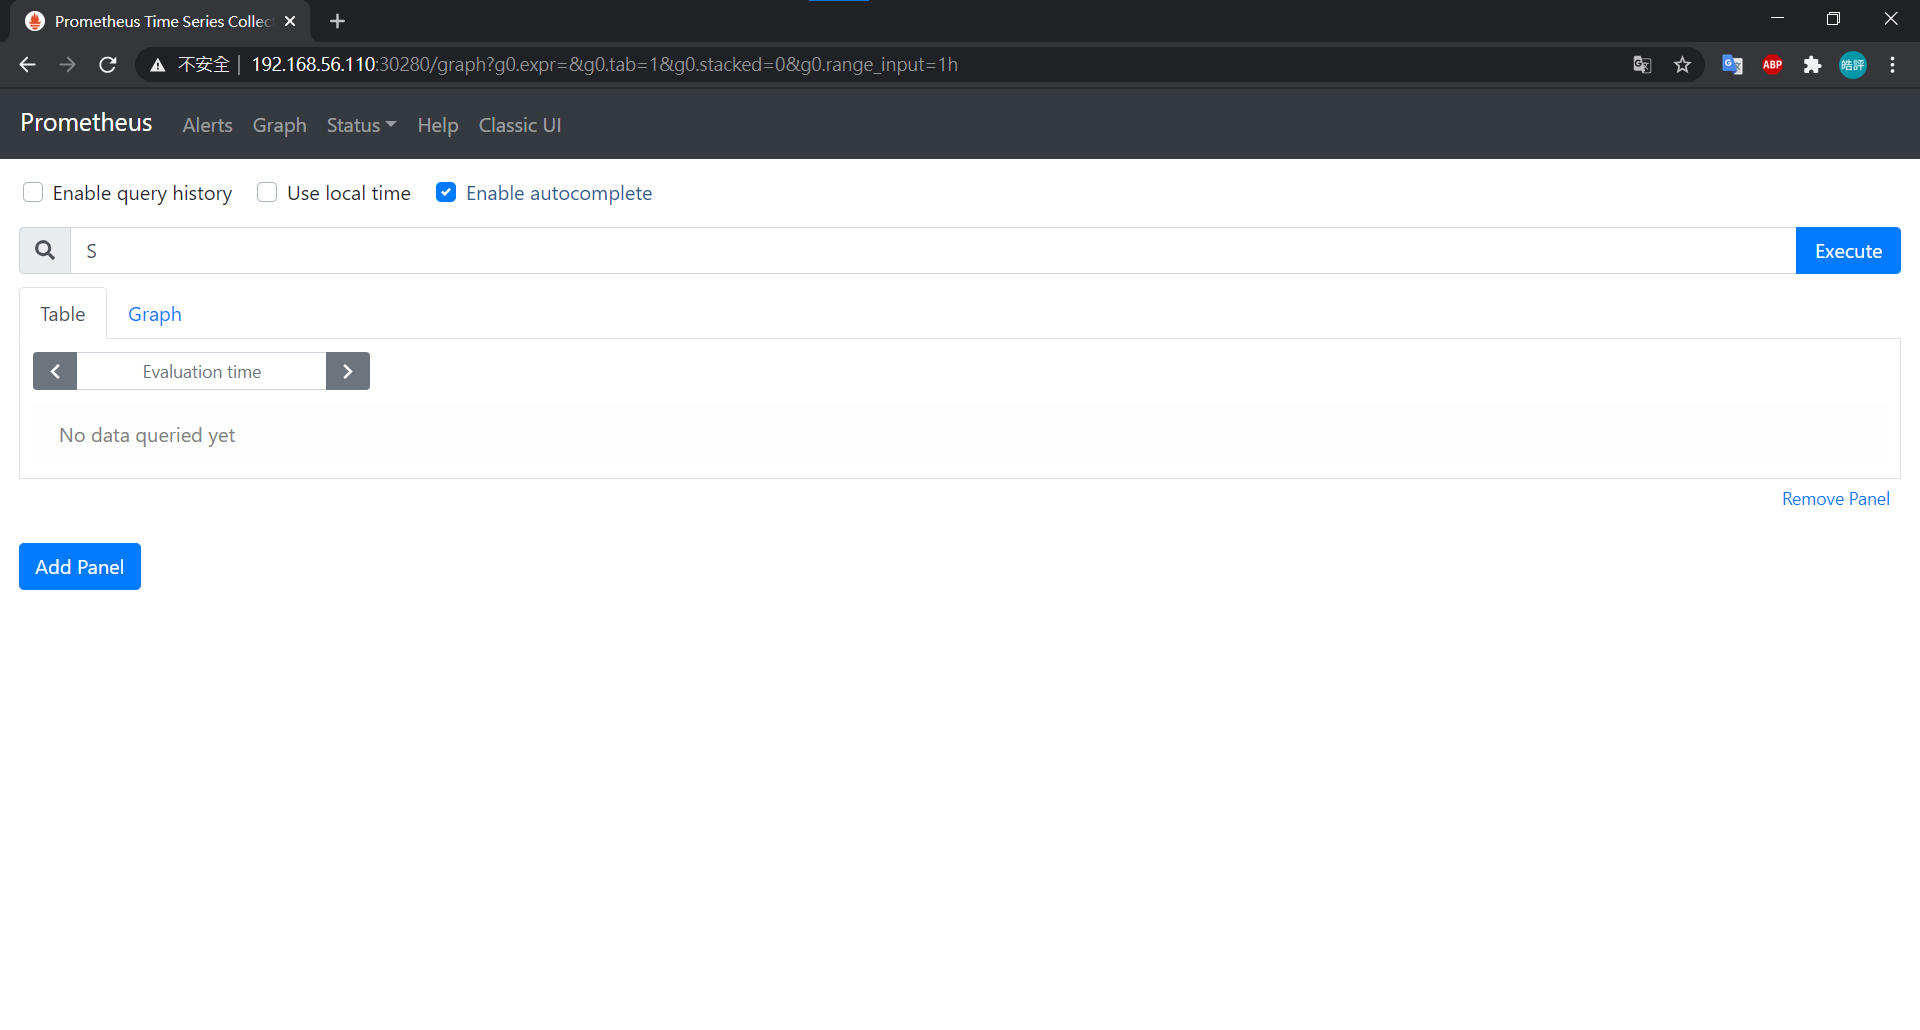 Prometheus Time Series Collec
不安全 | 192.168.56.110:30280/graph?g0.expr=&g0.tab=1&g0.stacked=0&g0.range_input=1h
ABP
皓評
Prometheus Alerts Graph Status Help Classic UI
Enable query history Use local time Enable autocomplete
S Execute
Table Graph
Evaluation time
No data queried yet
Remove Panel
Add Panel